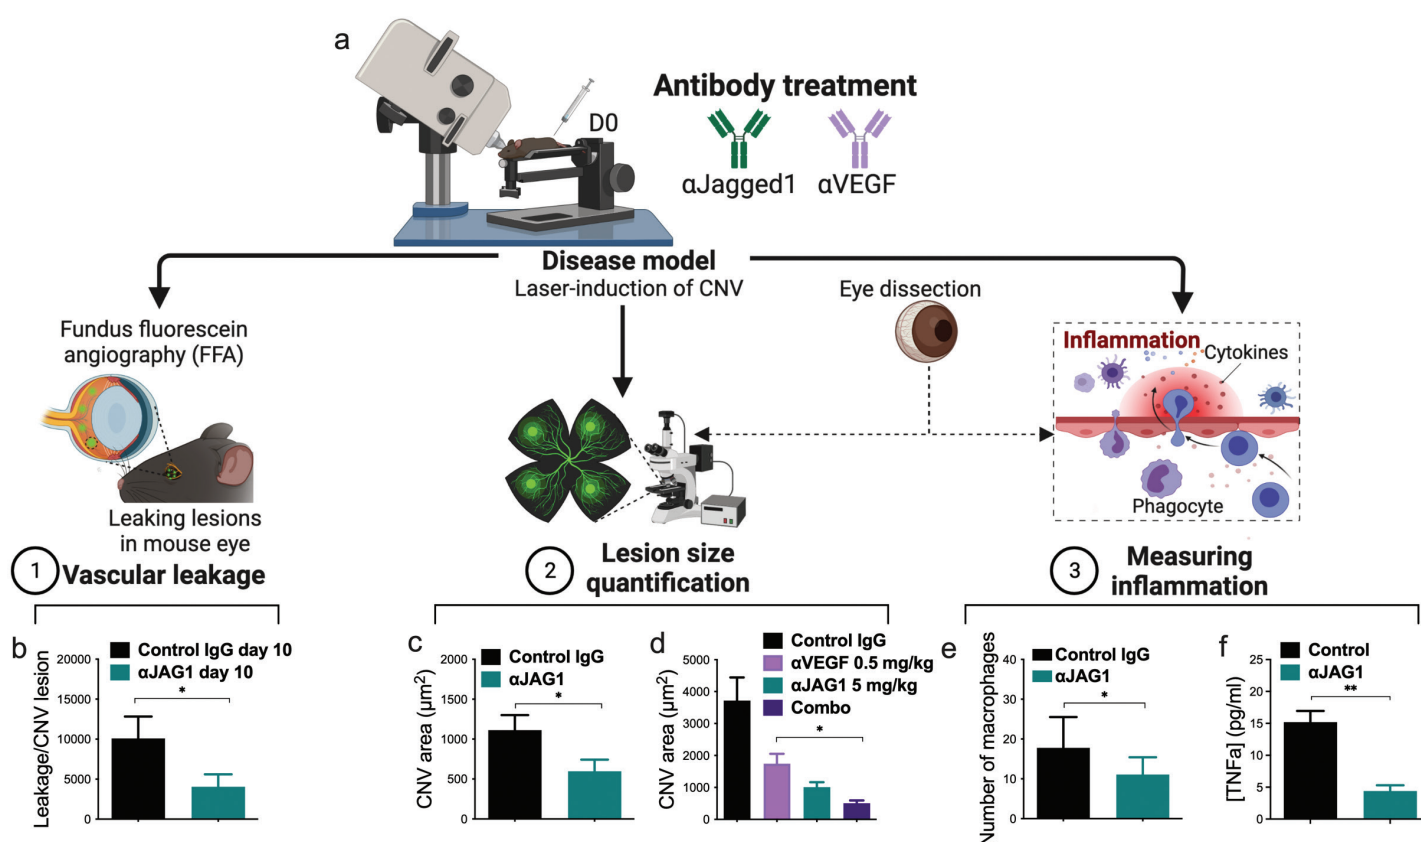 a
Antibody treatment
D0
αJagged1 αVEGF
Disease model
Laser-induction of CNV
Eye dissection
Fundus fluorescein
angiography (FFA)
Inflammation
Cytokines
Phagocyte
Leaking lesions
in mouse eye
1 Vascular leakage
2 Lesion size
quantification
3 Measuring
inflammation
b
Control IgG day 10
αJAG1 day 10
*
Leakage/CNV lesion
20000
15000
10000
5000
0
c
Control IgG
αJAG1
*
CNV area (µm²)
2000
1500
1000
500
0
d
Control IgG
αVEGF 0.5 mg/kg
αJAG1 5 mg/kg
Combo
*
CNV area (µm²)
5000
4000
3000
2000
1000
0
e
Control IgG
αJAG1
*
Number of macrophages
40
30
20
10
0
f
Control
αJAG1
**
[TNFa] (pg/ml)
25
20
15
10
5
0